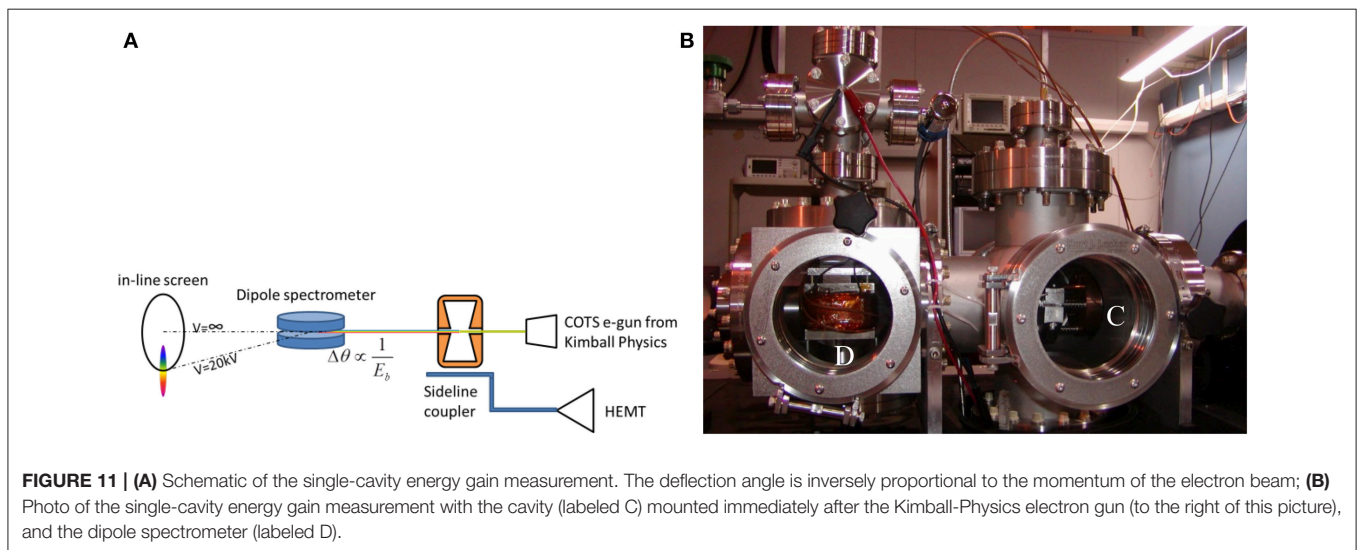 A
B
in-line screen
Dipole spectrometer
V=∞
V=20kV
Δθ ∝ 1/E_b
COTS e-gun from
Kimball Physics
Sideline
coupler
HEMT
D
C
FIGURE 11 | (A) Schematic of the single-cavity energy gain measurement. The deflection angle is inversely proportional to the momentum of the electron beam; (B)
Photo of the single-cavity energy gain measurement with the cavity (labeled C) mounted immediately after the Kimball-Physics electron gun (to the right of this picture),
and the dipole spectrometer (labeled D).